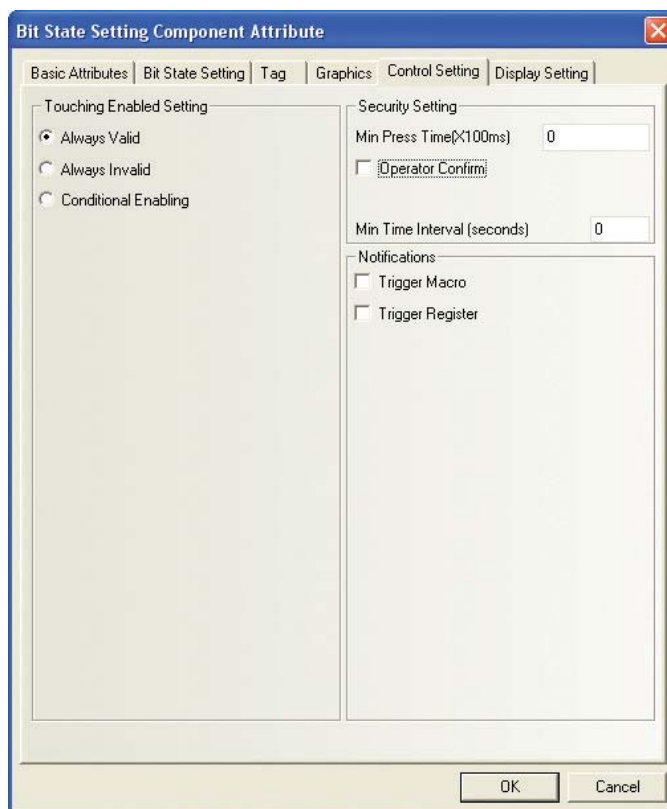 Bit State Setting Component Attribute
Basic Attributes Bit State Setting Tag Graphics Control Setting Display Setting
Touching Enabled Setting
Always Valid
Always Invalid
Conditional Enabling
Security Setting
Min Press Time(X100ms) 0
Operator Confirm
Min Time Interval (seconds) 0
Notifications
Trigger Macro
Trigger Register
OK Cancel